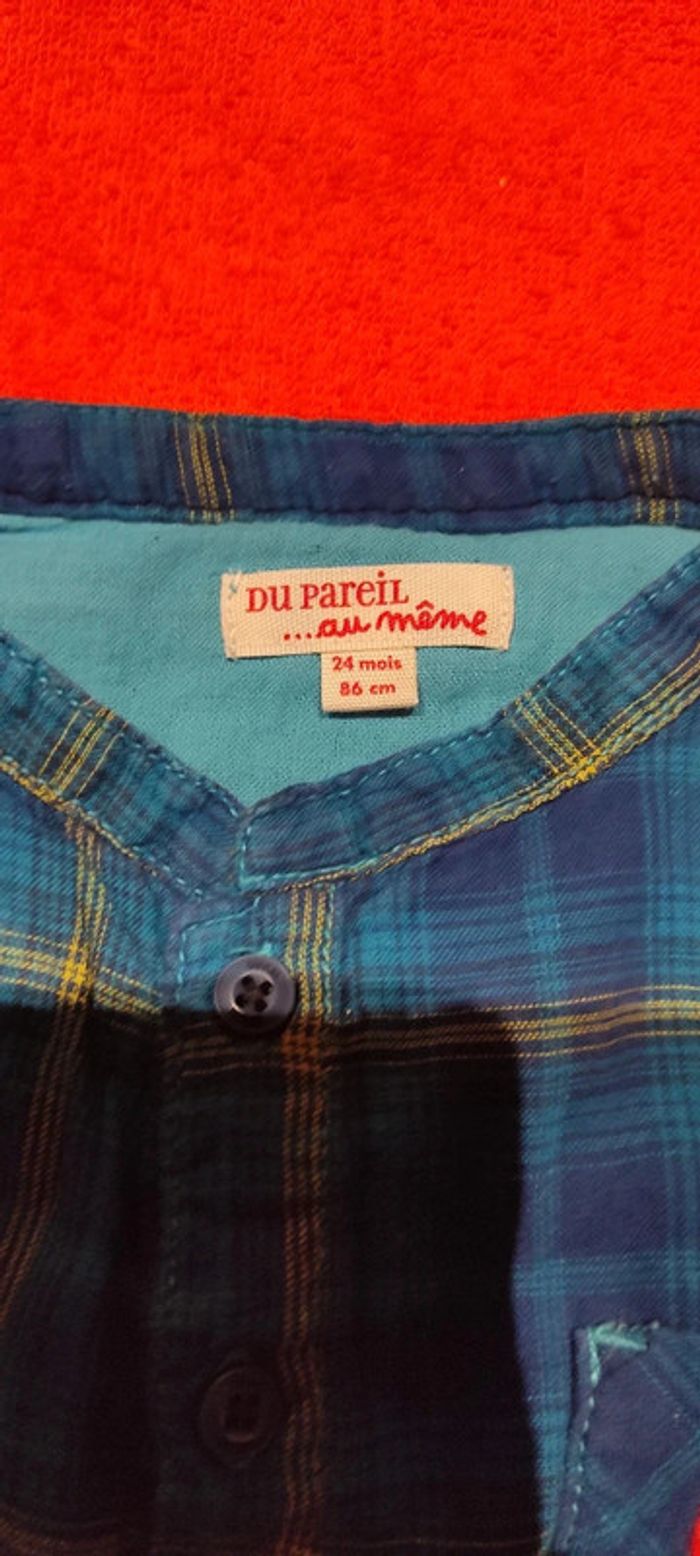 DU PAREIL
...au même
24 mois
86 cm